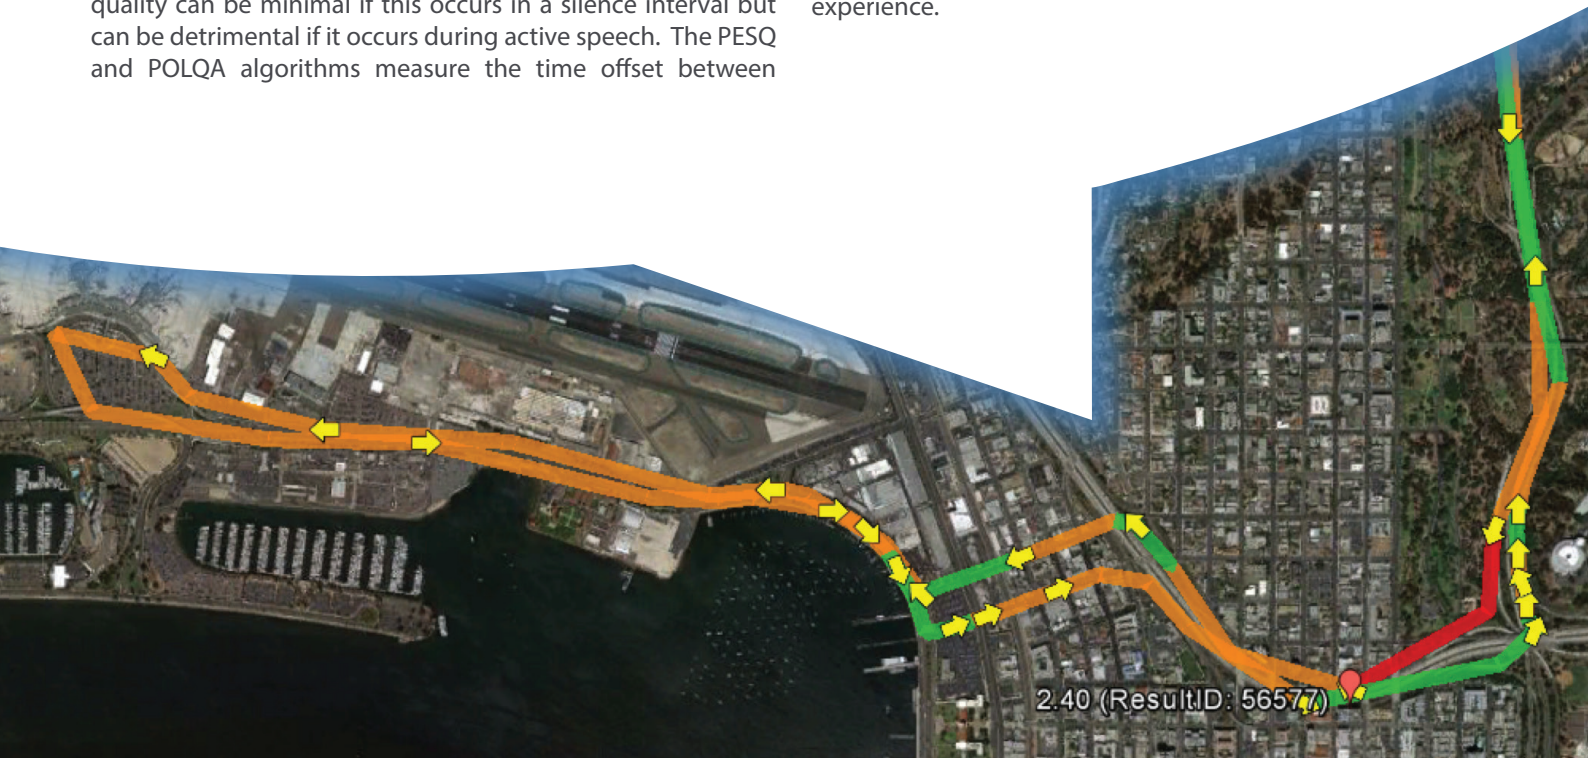 quality can be minimal if this occurs in a silence interval but
can be detrimental if it occurs during active speech. The PESQ
and POLQA algorithms measure the time offset between
experience.
2.40 (ResultID: 56577)